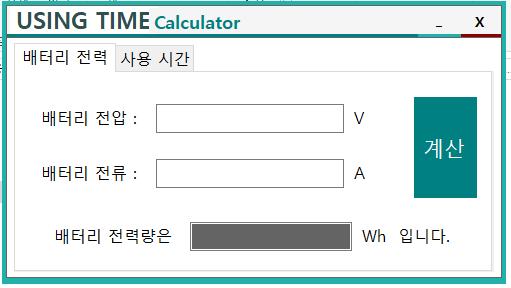 USING TIME Calculator _ X
배터리 전력 사용 시간
배터리 전압 : V
계산
배터리 전류 : A
배터리 전력량은 Wh 입니다.